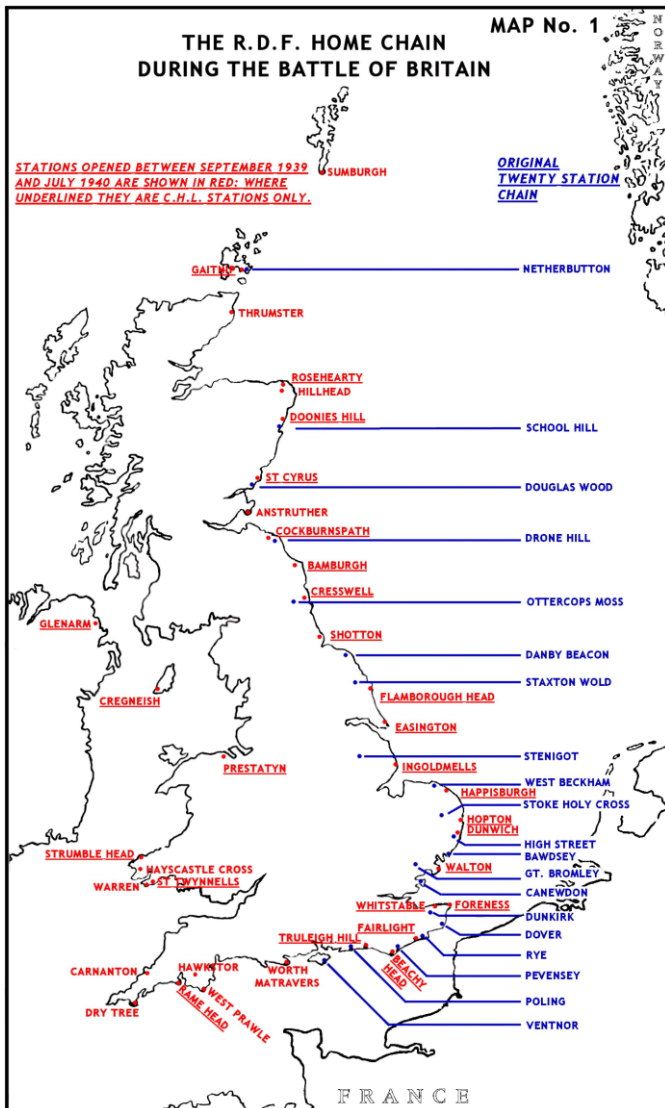 MAP No. 1
THE R.D.F. HOME CHAIN
DURING THE BATTLE OF BRITAIN
NORWAY
STATIONS OPENED BETWEEN SEPTEMBER 1939
AND JULY 1940 ARE SHOWN IN RED: WHERE
UNDERLINED THEY ARE C.H.L. STATIONS ONLY.
ORIGINAL
TWENTY STATION
CHAIN
SUMBURGH
NETHERBUTTON
THRUMSTER
ROSEHEARTY
HILLHEAD
DOONIES HILL
SCHOOL HILL
ST CYRUS
DOUGLAS WOOD
ANSTRUTHER
COCKBURNSPATH
DRONE HILL
BAMBURGH
CRESSWELL
OTTERCOPS MOSS
GLENARM
SHOTTON
DANBY BEACON
STAXTON WOLD
CREGNEISH
FLAMBOROUGH HEAD
EASINGTON
PRESTATYN
STENIGOT
INGOLDMELLS
WEST BECKHAM
HAPPISBURGH
STOKE HOLY CROSS
HOPTON
DUNWICH
HIGH STREET
BAWDSEY
STRUMBLE HEAD
HAYSCASTLE CROSS
WALTON
GT. BROMLEY
WARREN
ST TWYNNELLS
CANEWDON
WHITSTABLE
FORENESS
DUNKIRK
DOVER
FAIRLIGHT
TRULEIGH HILL
RYE
BEACHY
HEAD
PEVENSEY
CARNANTON
HAWKSTOR
WORTH
MATRAVERS
POLING
DRY TREE
RAME HEAD
WEST PRAWLE
VENTNOR
FRANCE